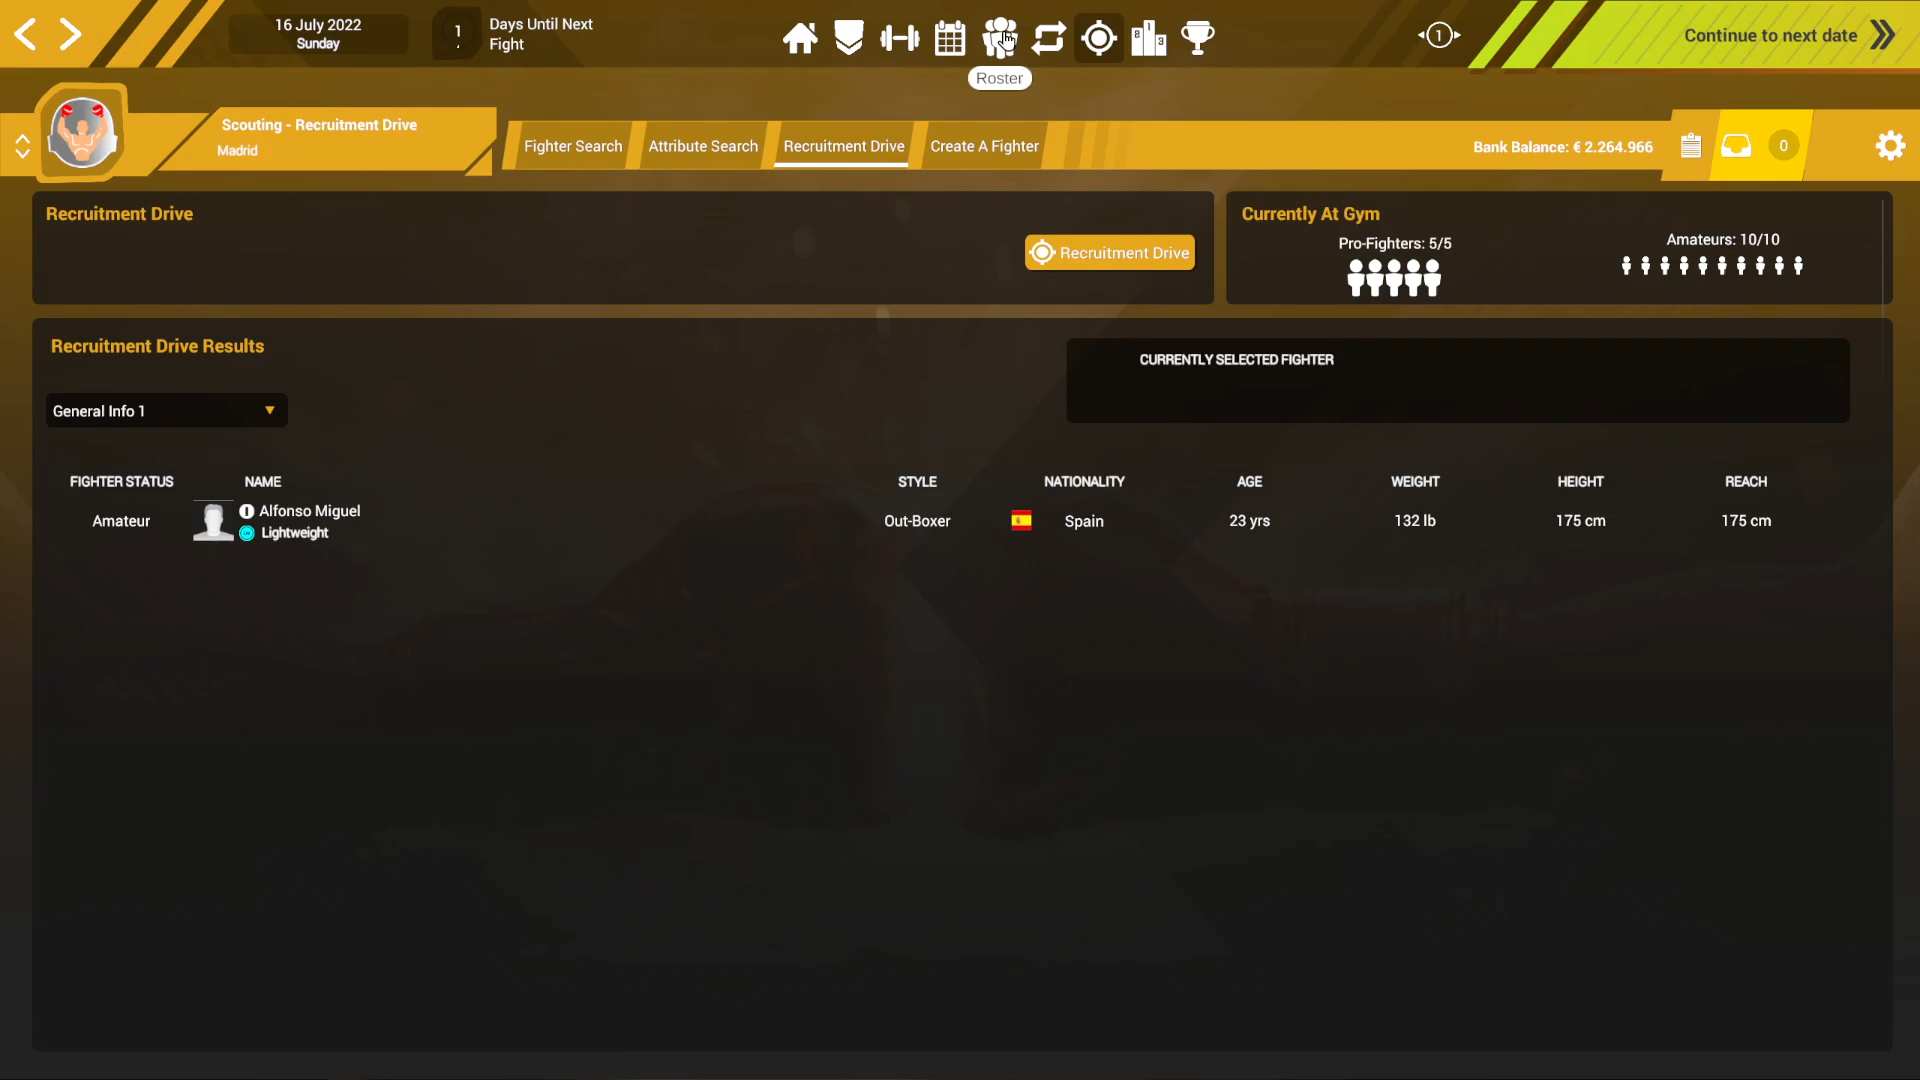 16 July 2022
Sunday
1
Days Until Next
Fight
8 1 3
1
Continue to next date
Roster
Scouting - Recruitment Drive
Madrid
Fighter Search
Attribute Search
Recruitment Drive
Create A Fighter
Bank Balance: € 2.264.966
0
Recruitment Drive
Recruitment Drive
Currently At Gym
Pro-Fighters: 5/5
Amateurs: 10/10
Recruitment Drive Results
CURRENTLY SELECTED FIGHTER
General Info 1
FIGHTER STATUS
NAME
STYLE
NATIONALITY
AGE
WEIGHT
HEIGHT
REACH
Amateur
Alfonso Miguel
Lightweight
Out-Boxer
Spain
23 yrs
132 lb
175 cm
175 cm